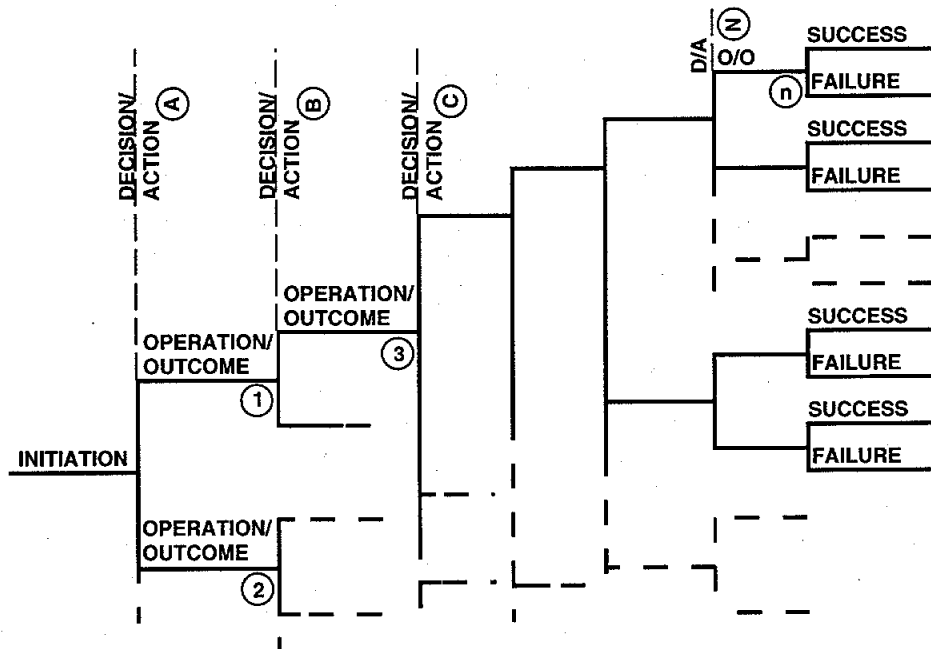 DECISION/
ACTION
A
DECISION/
ACTION
B
DECISION/
ACTION
C
D/A
N
O/O
n
SUCCESS
FAILURE
SUCCESS
FAILURE
OPERATION/
OUTCOME
3
OPERATION/
OUTCOME
1
SUCCESS
FAILURE
SUCCESS
FAILURE
INITIATION
OPERATION/
OUTCOME
2